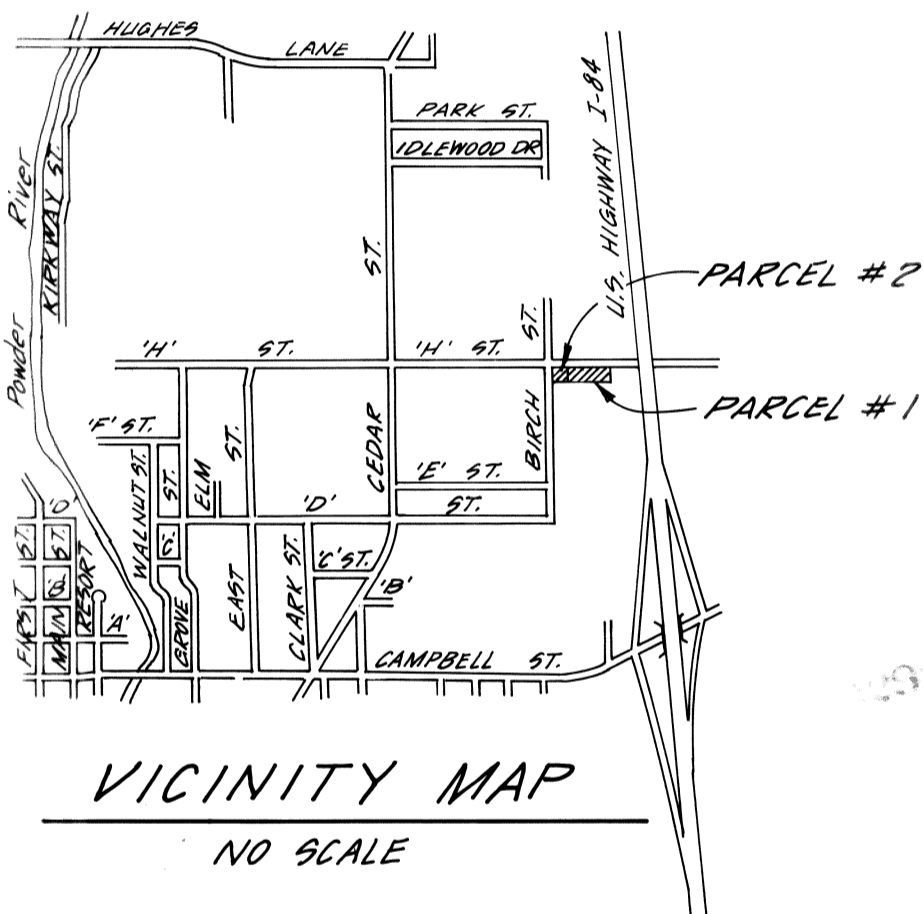 HUGHES LANE
PARK ST.
IDLEWOOD DR
U.S. HIGHWAY I-84
Powder River
KIRKWAY ST.
CEDAR ST.
BIRCH ST.
PARCEL #2
'H' ST.
'H' ST.
PARCEL #1
'F' ST.
WALNUT ST.
ST.
ELM
EAST ST.
'E' ST.
'D' ST.
'D'
FIRST ST.
MAIN ST.
'B'
RESORT
'A'
'C'
GROVE
CLARK ST.
'C' ST.
'B'
CAMPBELL ST.
VICINITY MAP
NO SCALE